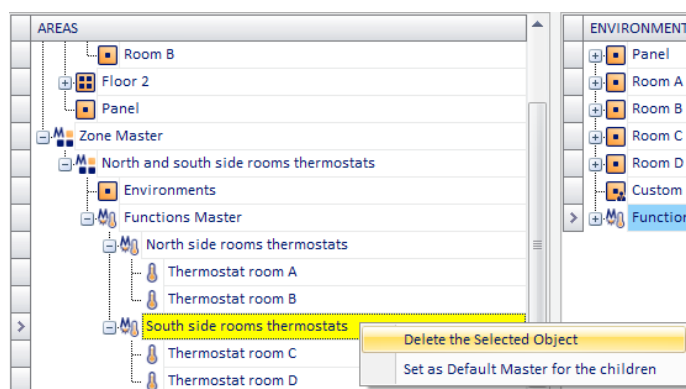 AREAS
Room B
Floor 2
Panel
Zone Master
North and south side rooms thermostats
Environments
Functions Master
North side rooms thermostats
Thermostat room A
Thermostat room B
South side rooms thermostats
Thermostat room C
Thermostat room D
Delete the Selected Object
Set as Default Master for the children
ENVIRONMENT
Panel
Room A
Room B
Room C
Room D
Custom
Function